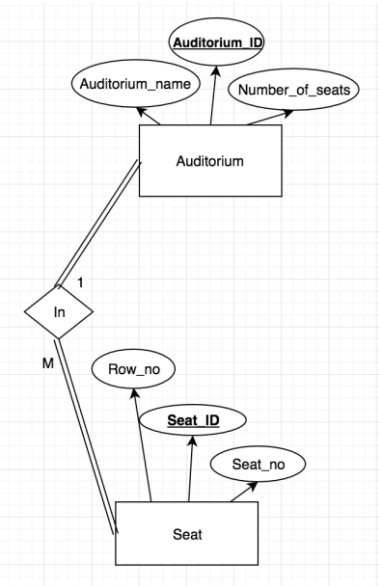 Auditorium_ID
Auditorium_name
Number_of_seats
Auditorium
1
In
M
Row_no
Seat_ID
Seat_no
Seat